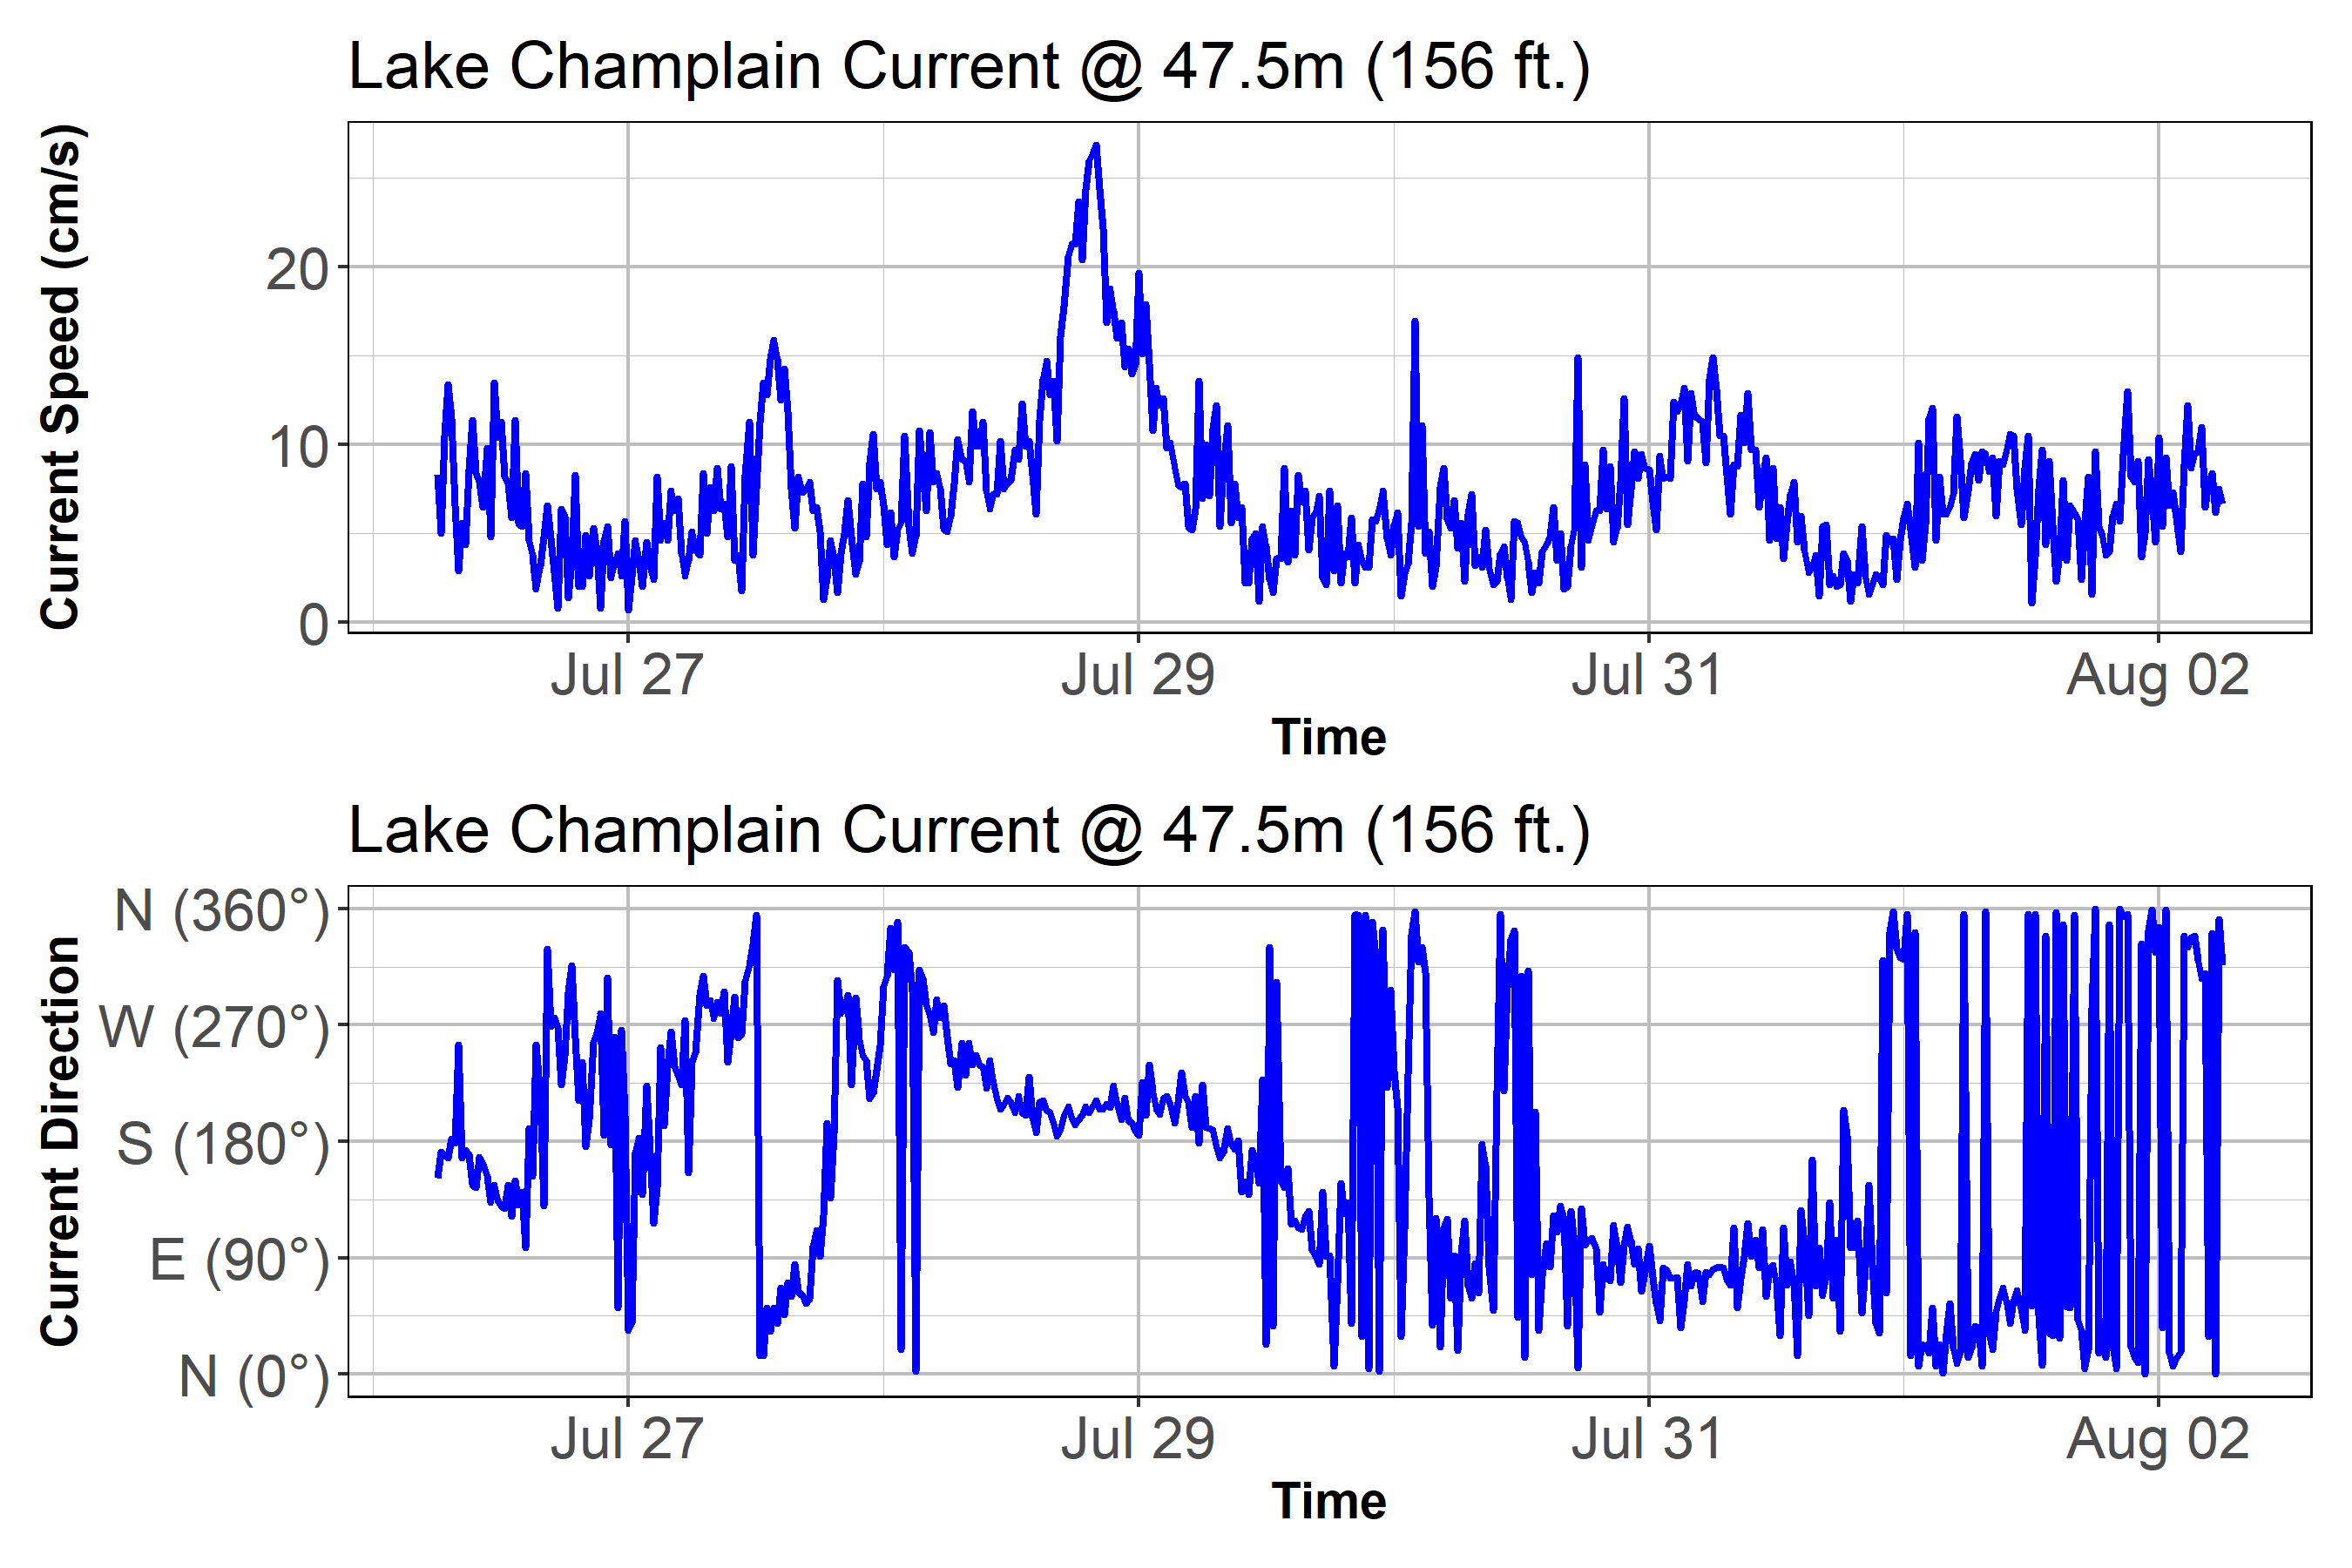 Lake Champlain Current @ 47.5m (156 ft.)
Current Speed (cm/s)
20
10
0
Jul 27 Jul 29 Jul 31 Aug 02
Time
Lake Champlain Current @ 47.5m (156 ft.)
Current Direction
N (360°)
W (270°)
S (180°)
E (90°)
N (0°)
Jul 27 Jul 29 Jul 31 Aug 02
Time